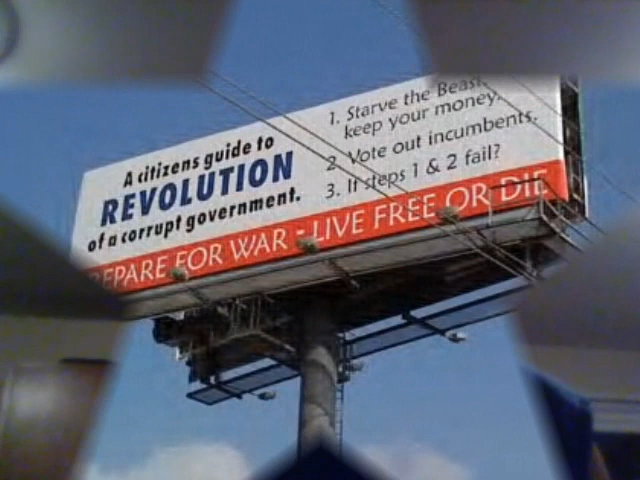 A citizens guide to
REVOLUTION
of a corrupt government.
1. Starve the Beast,
keep your money.
2. Vote out incumbents.
3. If steps 1 & 2 fail?
PREPARE FOR WAR - LIVE FREE OR DIE